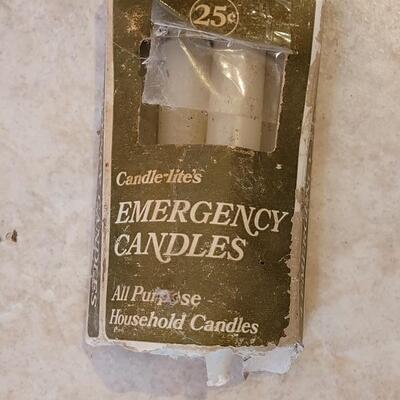 25¢
Candle-lite's
EMERGENCY
CANDLES
All Purpose
Household Candles